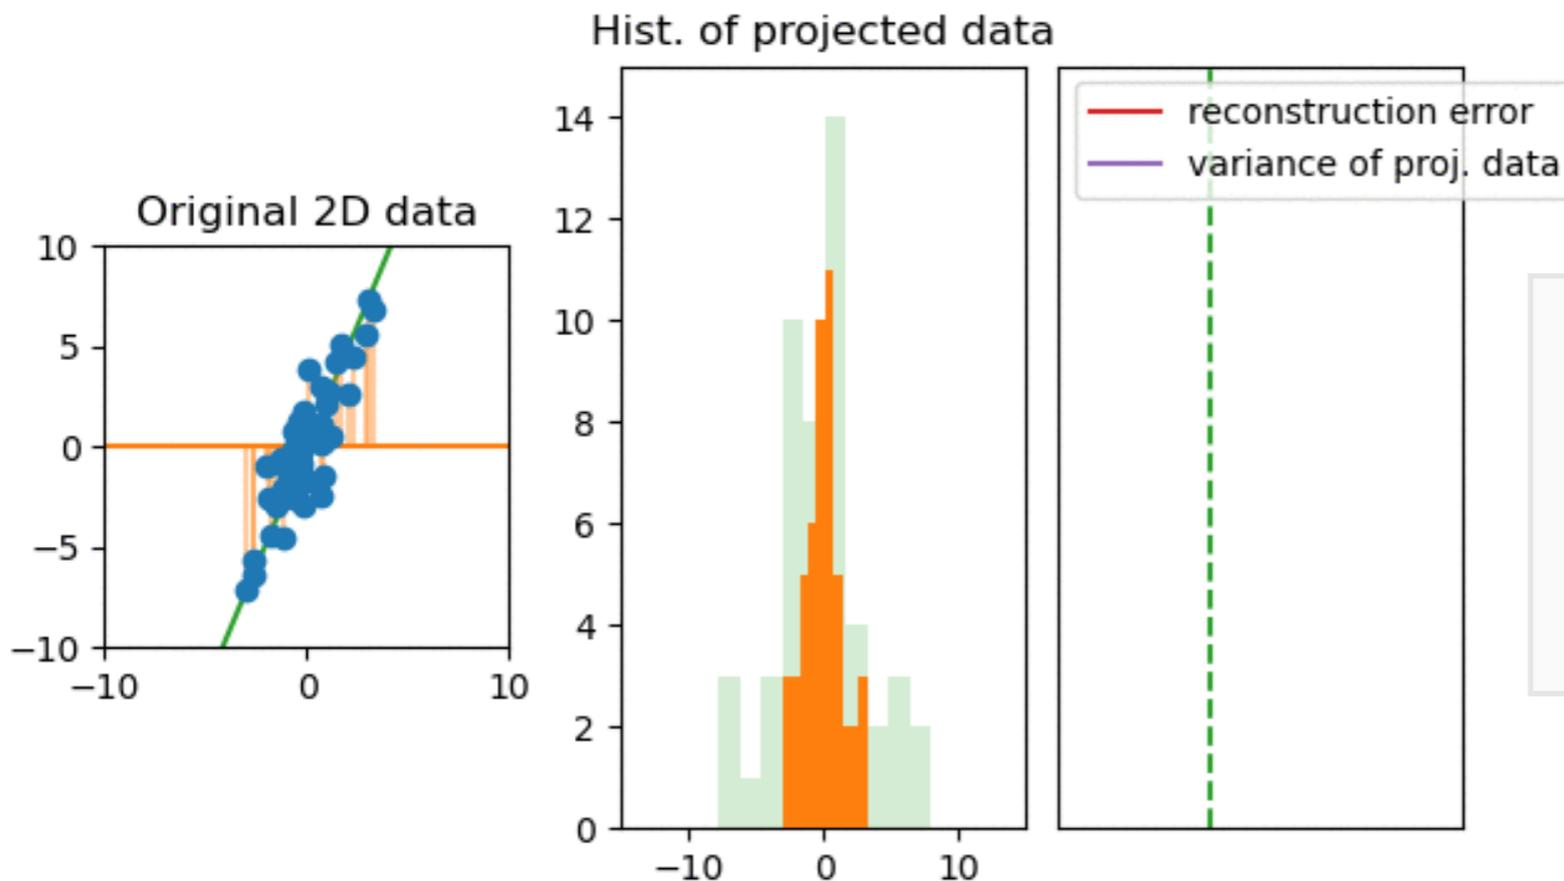 Hist. of projected data
Original 2D data
10
5
0
−5
−10
−10 0 10
14
12
10
8
6
4
2
0
−10 0 10
reconstruction error
variance of proj. data